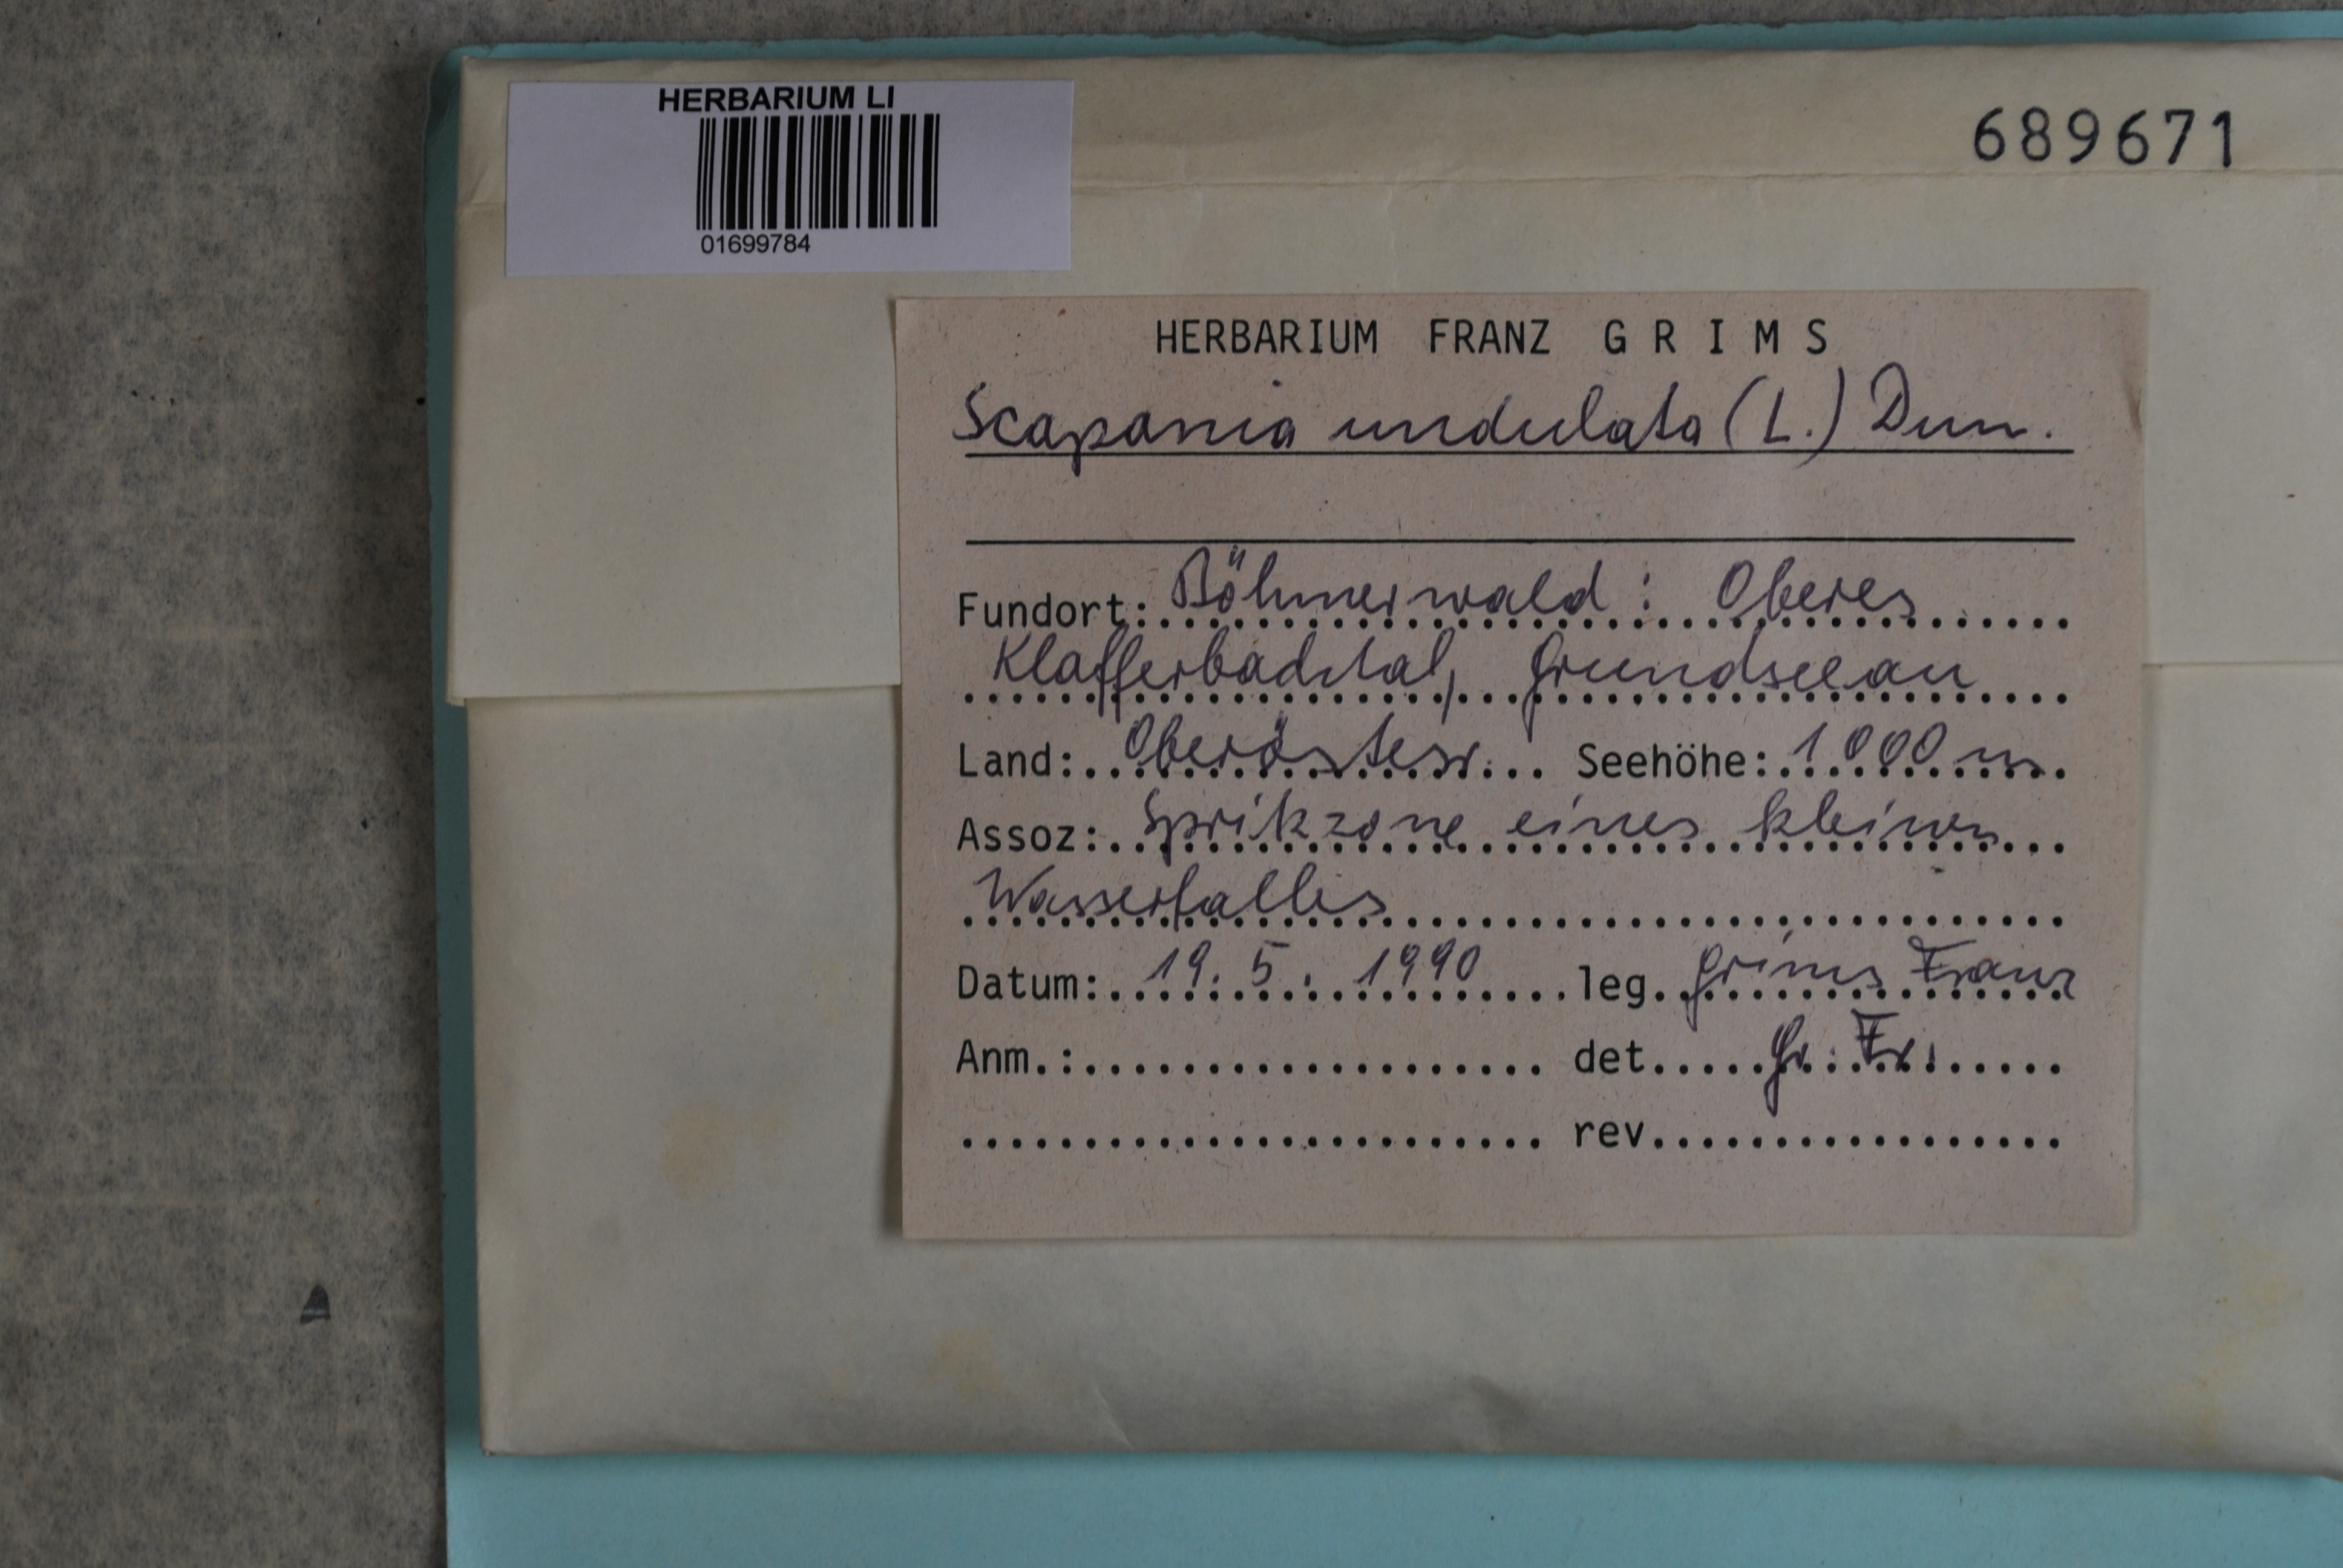 HERBARIUM LI
01699784
689671
HERBARIUM FRANZ GRIMS
Scapania undulata (L.) Dum.
Fundort: Böhmerwald: Oberes
Klafferbachtal, Grundseeau
Land: Oberösterr. Seehöhe: 1000 m
Assoz: Spritzzone eines kleinen
Wasserfalles
Datum: 19. 5. 1990 leg. Grims Franz
Anm.: det. Gr. Fr.
rev.